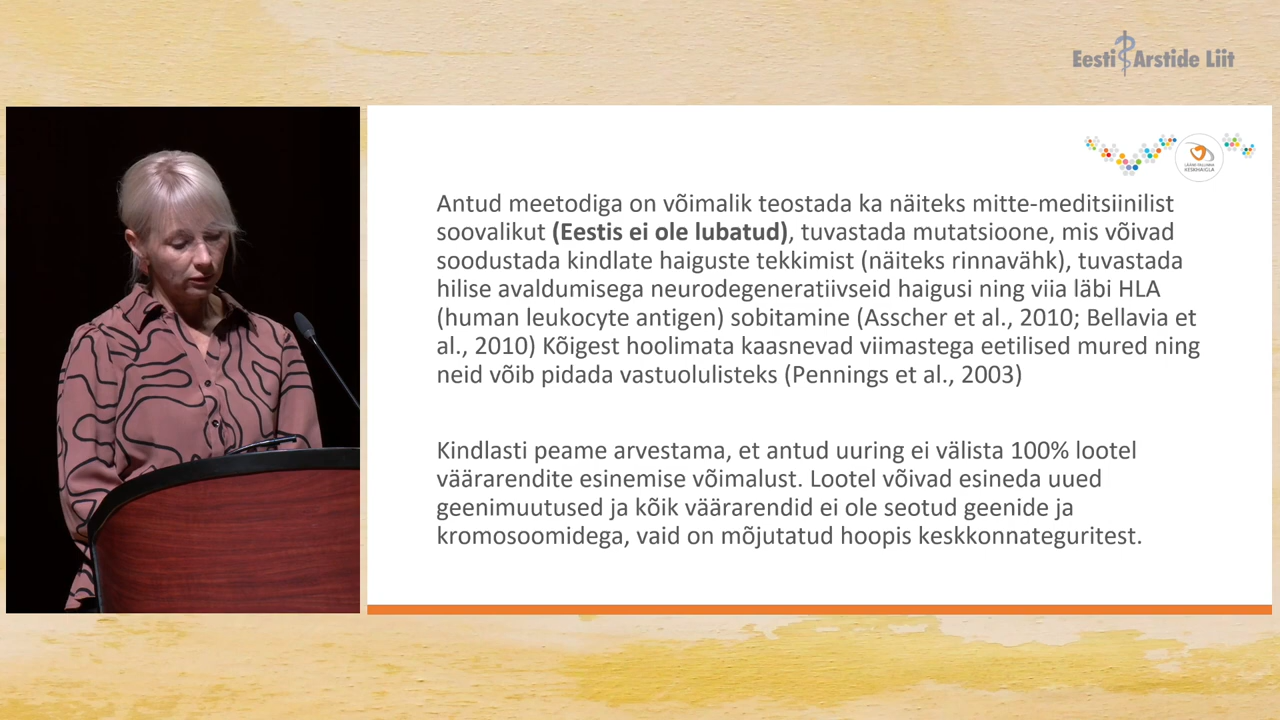 Eesti Arstide Liit
LÄÄNE-TALLINNA
KESKHAIGLA
Antud meetodiga on võimalik teostada ka näiteks mitte-meditsiinilist
soovalikut (Eestis ei ole lubatud), tuvastada mutatsioone, mis võivad
soodustada kindlate haiguste tekkimist (näiteks rinnavähk), tuvastada
hilise avaldumisega neurodegeneratiivseid haigusi ning viia läbi HLA
(human leukocyte antigen) sobitamine (Asscher et al., 2010; Bellavia et
al., 2010) Kõigest hoolimata kaasnevad viimastega eetilised mured ning
neid võib pidada vastuolulisteks (Pennings et al., 2003)
Kindlasti peame arvestama, et antud uuring ei välista 100% lootel
väärarendite esinemise võimalust. Lootel võivad esineda uued
geenimuutused ja kõik väärarendid ei ole seotud geenide ja
kromosoomidega, vaid on mõjutatud hoopis keskkonnateguritest.